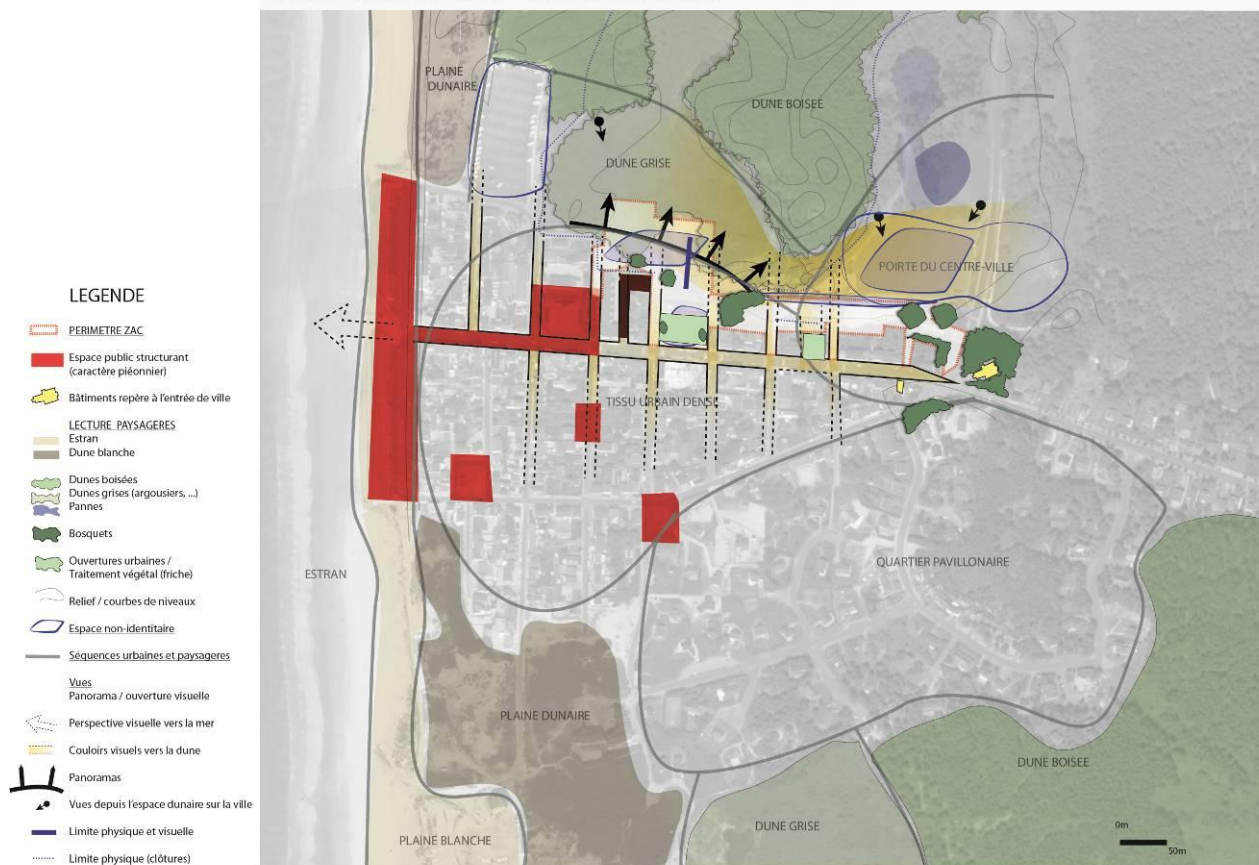 LEGENDE
PERIMETRE ZAC
Espace public structurant
(caractère piéonnier)
Bâtiments repère à l'entrée de ville
LECTURE PAYSAGERES
Estran
Dune blanche
Dunes boisées
Dunes grises (argousiers, ...)
Pannes
Bosquets
Ouvertures urbaines /
Traitement végétal (friche)
Relief / courbes de niveaux
Espace non-identitaire
Séquences urbaines et paysageres
Vues
Panorama / ouverture visuelle
Perspective visuelle vers la mer
Couloirs visuels vers la dune
Panoramas
Vues depuis l'espace dunaire sur la ville
Limite physique et visuelle
Limite physique (clôtures)
PLAINE
DUNAIRE
DUNE BOISEE
DUNE GRISE
POIRTE DU CENTRE-VILLE
TISSU URBAIN DENSE
ESTRAN
QUARTIER PAVILLONAIRE
PLAINE DUNAIRE
DUNE BOISEE
PLAINE BLANCHE
DUNE GRISE
0m
50m